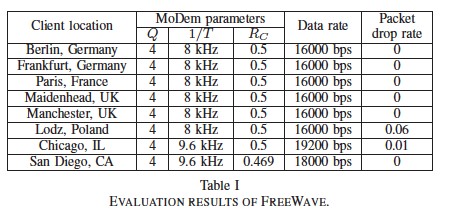 Client location MoDem parameters Data rate Packet drop rate
Q 1/T R_C
Berlin, Germany 4 8 kHz 0.5 16000 bps 0
Frankfurt, Germany 4 8 kHz 0.5 16000 bps 0
Paris, France 4 8 kHz 0.5 16000 bps 0
Maidenhead, UK 4 8 kHz 0.5 16000 bps 0
Manchester, UK 4 8 kHz 0.5 16000 bps 0
Lodz, Poland 4 8 kHz 0.5 16000 bps 0.06
Chicago, IL 4 9.6 kHz 0.5 19200 bps 0.01
San Diego, CA 4 9.6 kHz 0.469 18000 bps 0
Table I
EVALUATION RESULTS OF FREEWAVE.